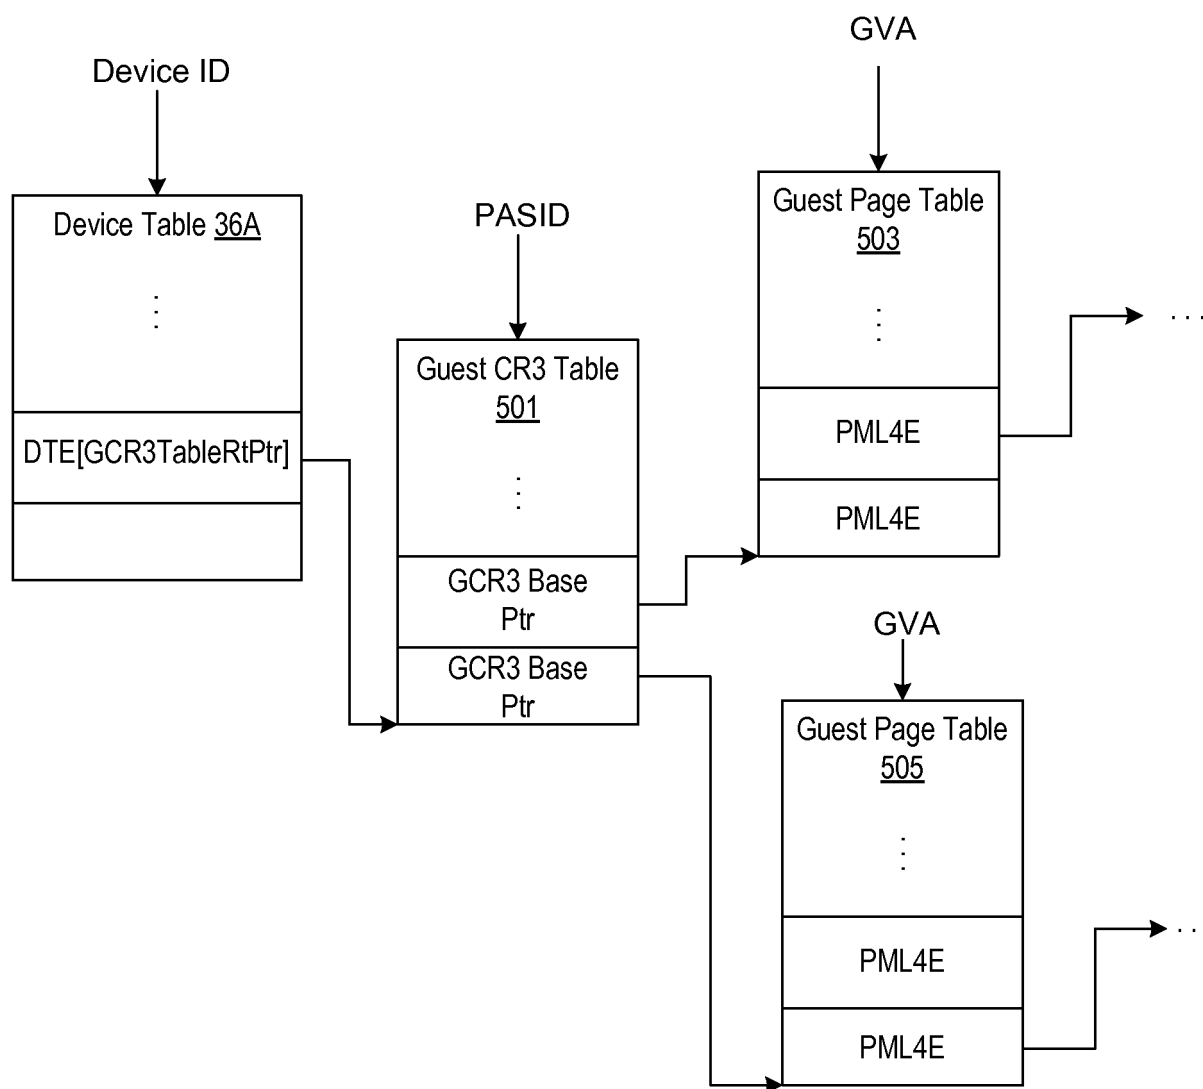 Device ID
Device Table 36A
DTE[GCR3TableRtPtr]
PASID
Guest CR3 Table
501
GCR3 Base
Ptr
GCR3 Base
Ptr
GVA
Guest Page Table
503
PML4E
PML4E
GVA
Guest Page Table
505
PML4E
PML4E